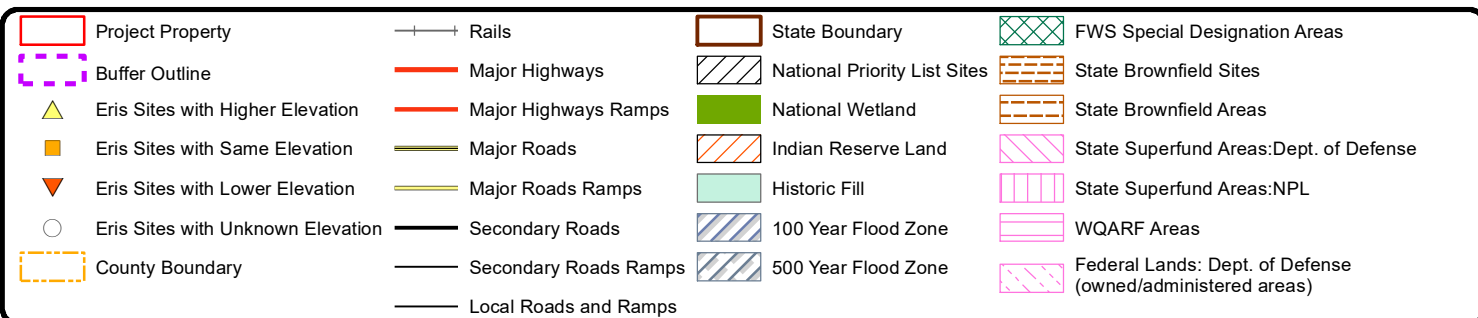 Project Property
Buffer Outline
Eris Sites with Higher Elevation
Eris Sites with Same Elevation
Eris Sites with Lower Elevation
Eris Sites with Unknown Elevation
County Boundary
Rails
Major Highways
Major Highways Ramps
Major Roads
Major Roads Ramps
Secondary Roads
Secondary Roads Ramps
Local Roads and Ramps
State Boundary
National Priority List Sites
National Wetland
Indian Reserve Land
Historic Fill
100 Year Flood Zone
500 Year Flood Zone
FWS Special Designation Areas
State Brownfield Sites
State Brownfield Areas
State Superfund Areas:Dept. of Defense
State Superfund Areas:NPL
WQARF Areas
Federal Lands: Dept. of Defense
(owned/administered areas)